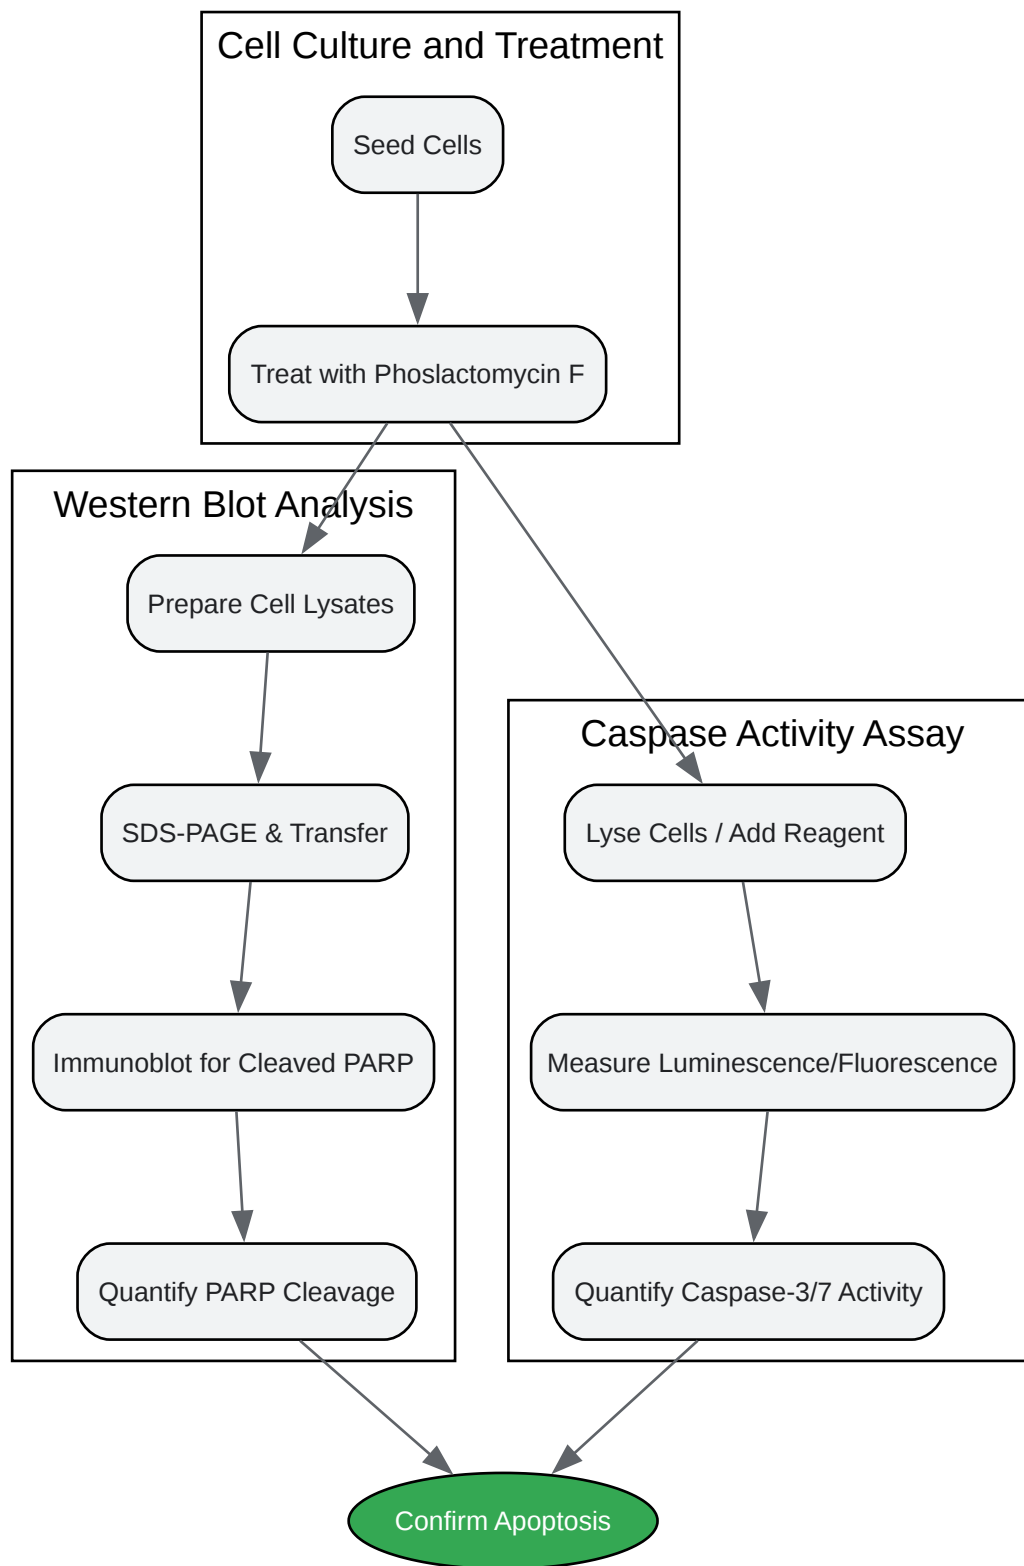 Cell Culture and Treatment
Seed Cells
Treat with Phoslactomycin F
Western Blot Analysis
Prepare Cell Lysates
SDS-PAGE & Transfer
Immunoblot for Cleaved PARP
Quantify PARP Cleavage
Caspase Activity Assay
Lyse Cells / Add Reagent
Measure Luminescence/Fluorescence
Quantify Caspase-3/7 Activity
Confirm Apoptosis